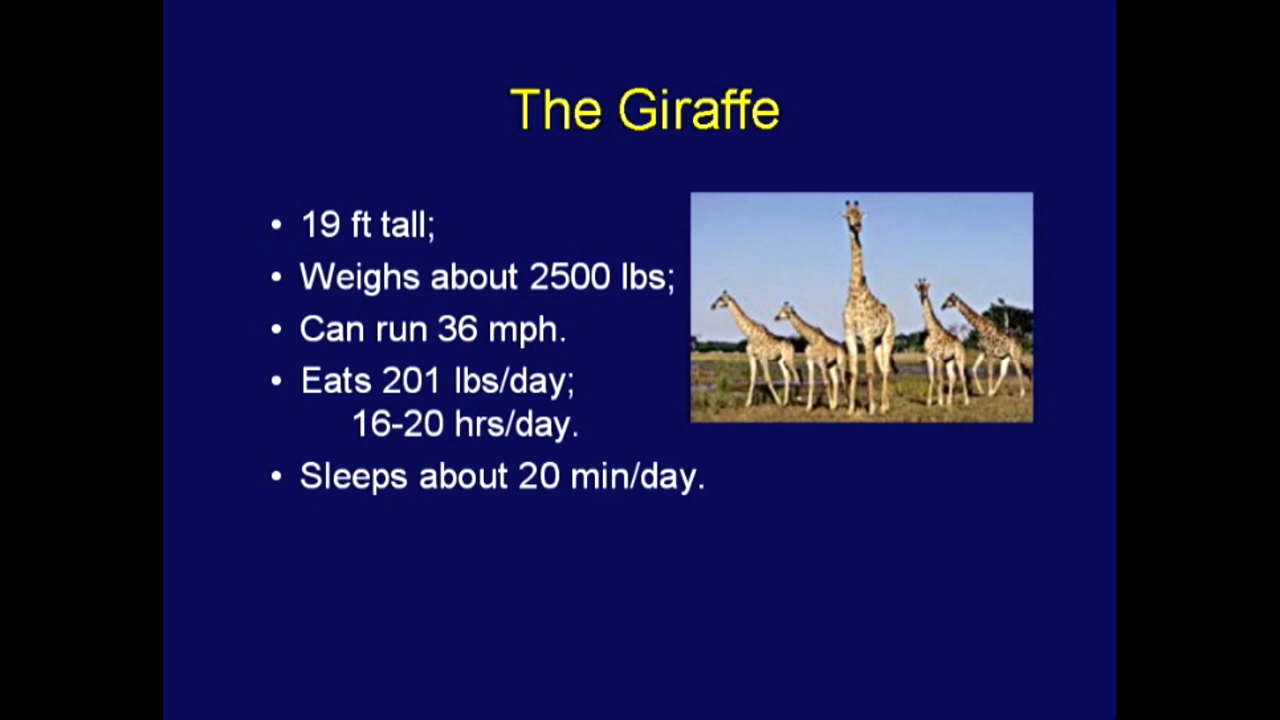 The Giraffe
• 19 ft tall;
• Weighs about 2500 lbs;
• Can run 36 mph.
• Eats 201 lbs/day;
16-20 hrs/day.
• Sleeps about 20 min/day.